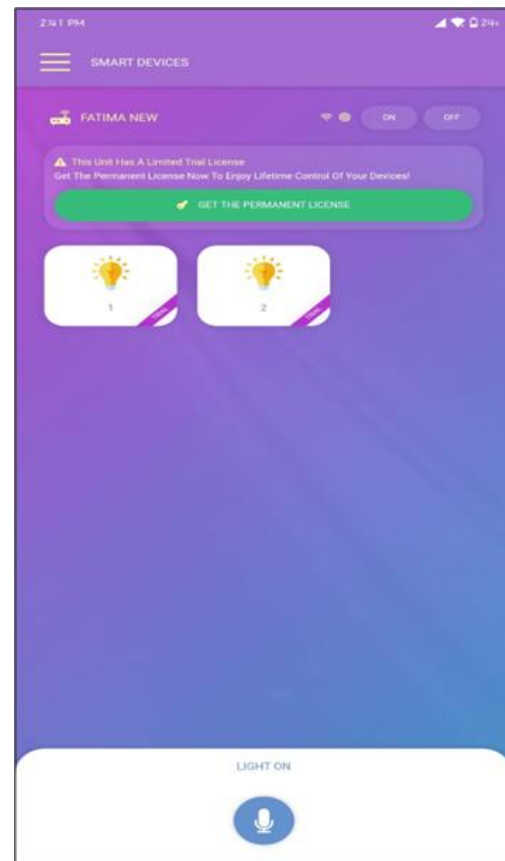 2:41 PM
24%
SMART DEVICES
FATIMA NEW
ON
OFF
This Unit Has A Limited Trial License
Get The Permanent License Now To Enjoy Lifetime Control Of Your Devices!
GET THE PERMANENT LICENSE
1
TRIAL
2
TRIAL
LIGHT ON